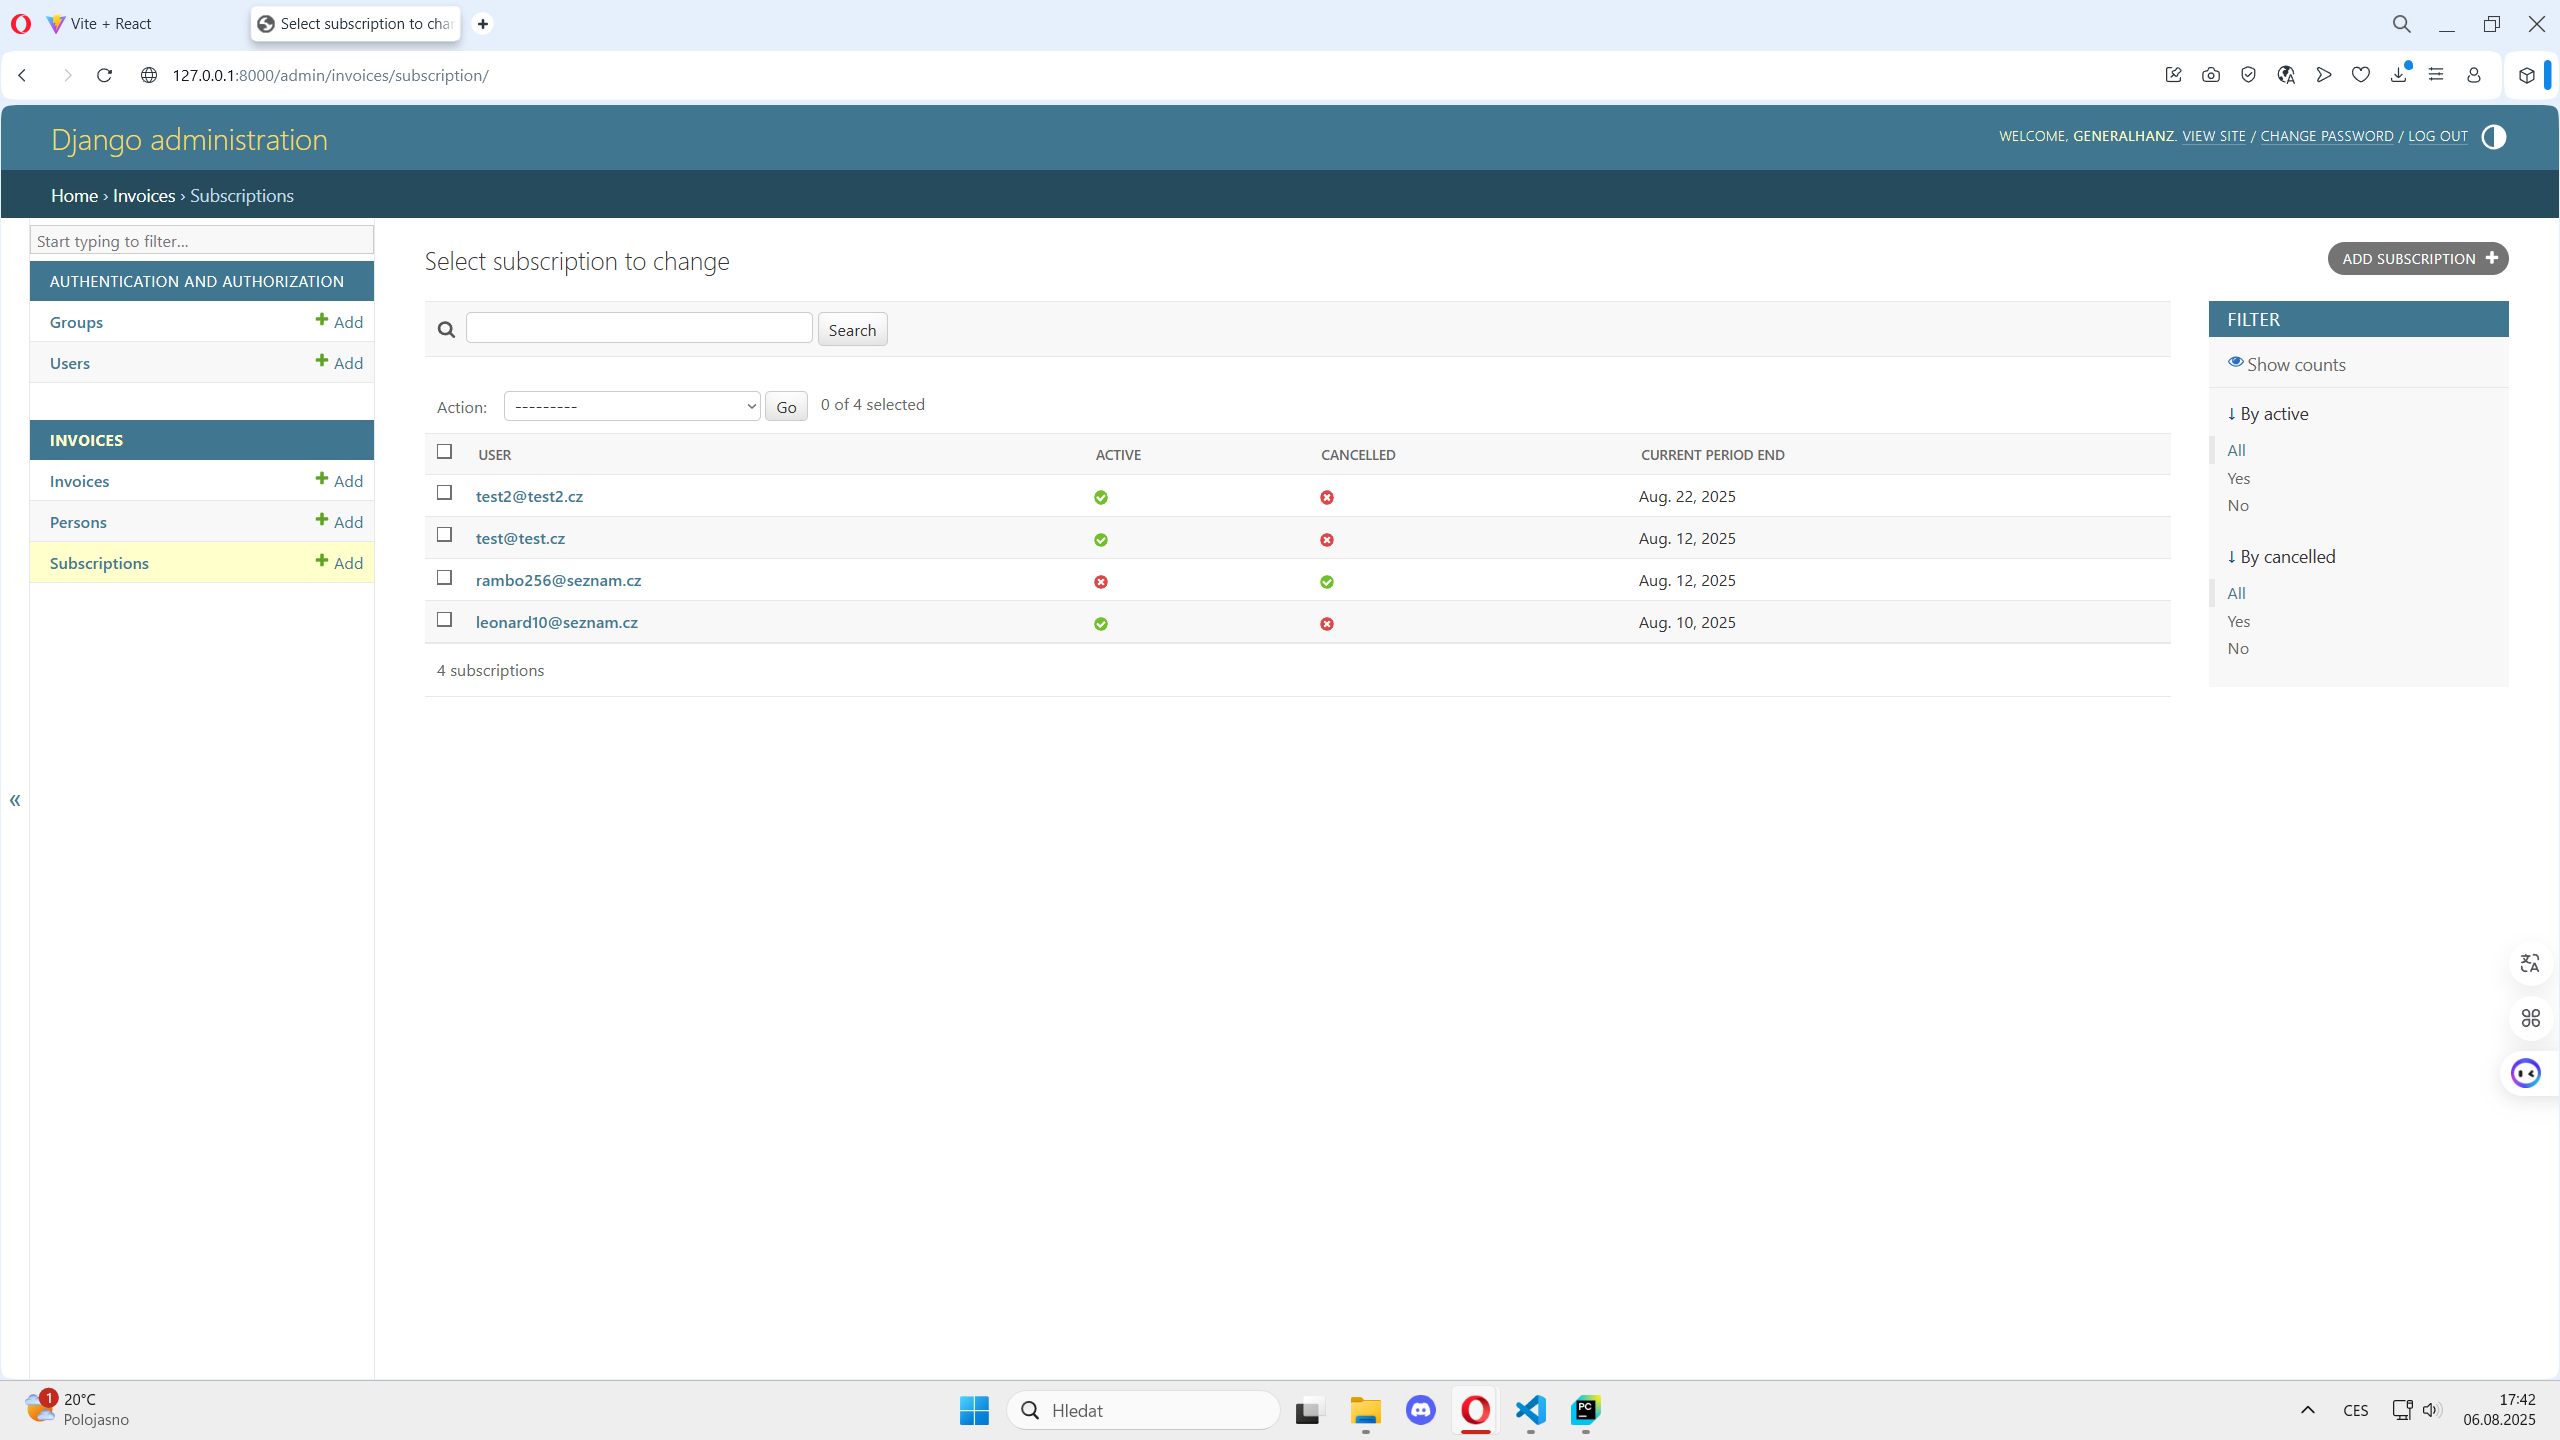 Vite + React
Select subscription to chan
127.0.0.1:8000/admin/invoices/subscription/
Django administration
WELCOME, GENERALHANZ. VIEW SITE / CHANGE PASSWORD / LOG OUT
Home › Invoices › Subscriptions
Start typing to filter...
AUTHENTICATION AND AUTHORIZATION
Groups
Add
Users
Add
INVOICES
Invoices
Add
Persons
Add
Subscriptions
Add
«
Select subscription to change
ADD SUBSCRIPTION
Search
Action:
---------
Go
0 of 4 selected
USER ACTIVE CANCELLED CURRENT PERIOD END
test2@test2.cz Aug. 22, 2025
test@test.cz Aug. 12, 2025
rambo256@seznam.cz Aug. 12, 2025
leonard10@seznam.cz Aug. 10, 2025
4 subscriptions
FILTER
Show counts
↓ By active
All
Yes
No
↓ By cancelled
All
Yes
No
1
20°C
Polojasno
Hledat
PC
CES
17:42
06.08.2025